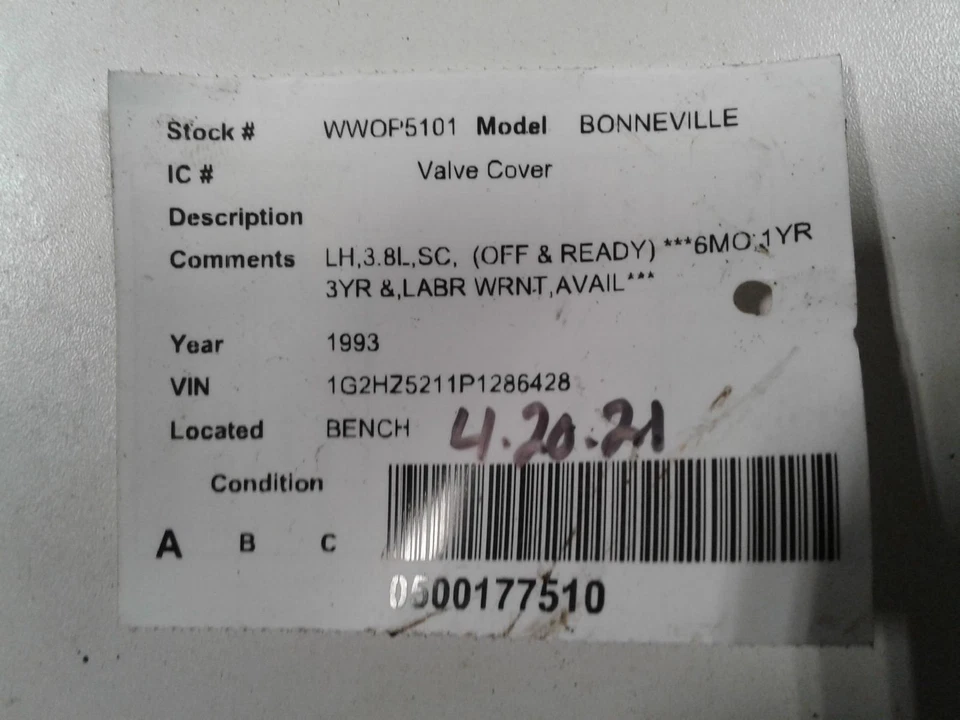 Stock # WWOP5101 Model BONNEVILLE
IC # Valve Cover
Description
Comments LH,3.8L,SC, (OFF & READY) ***6MO;1YR
3YR &,LABR WRNT,AVAIL***
Year 1993
VIN 1G2HZ5211P1286428
Located BENCH 4.20.21
Condition
A B C
0500177510